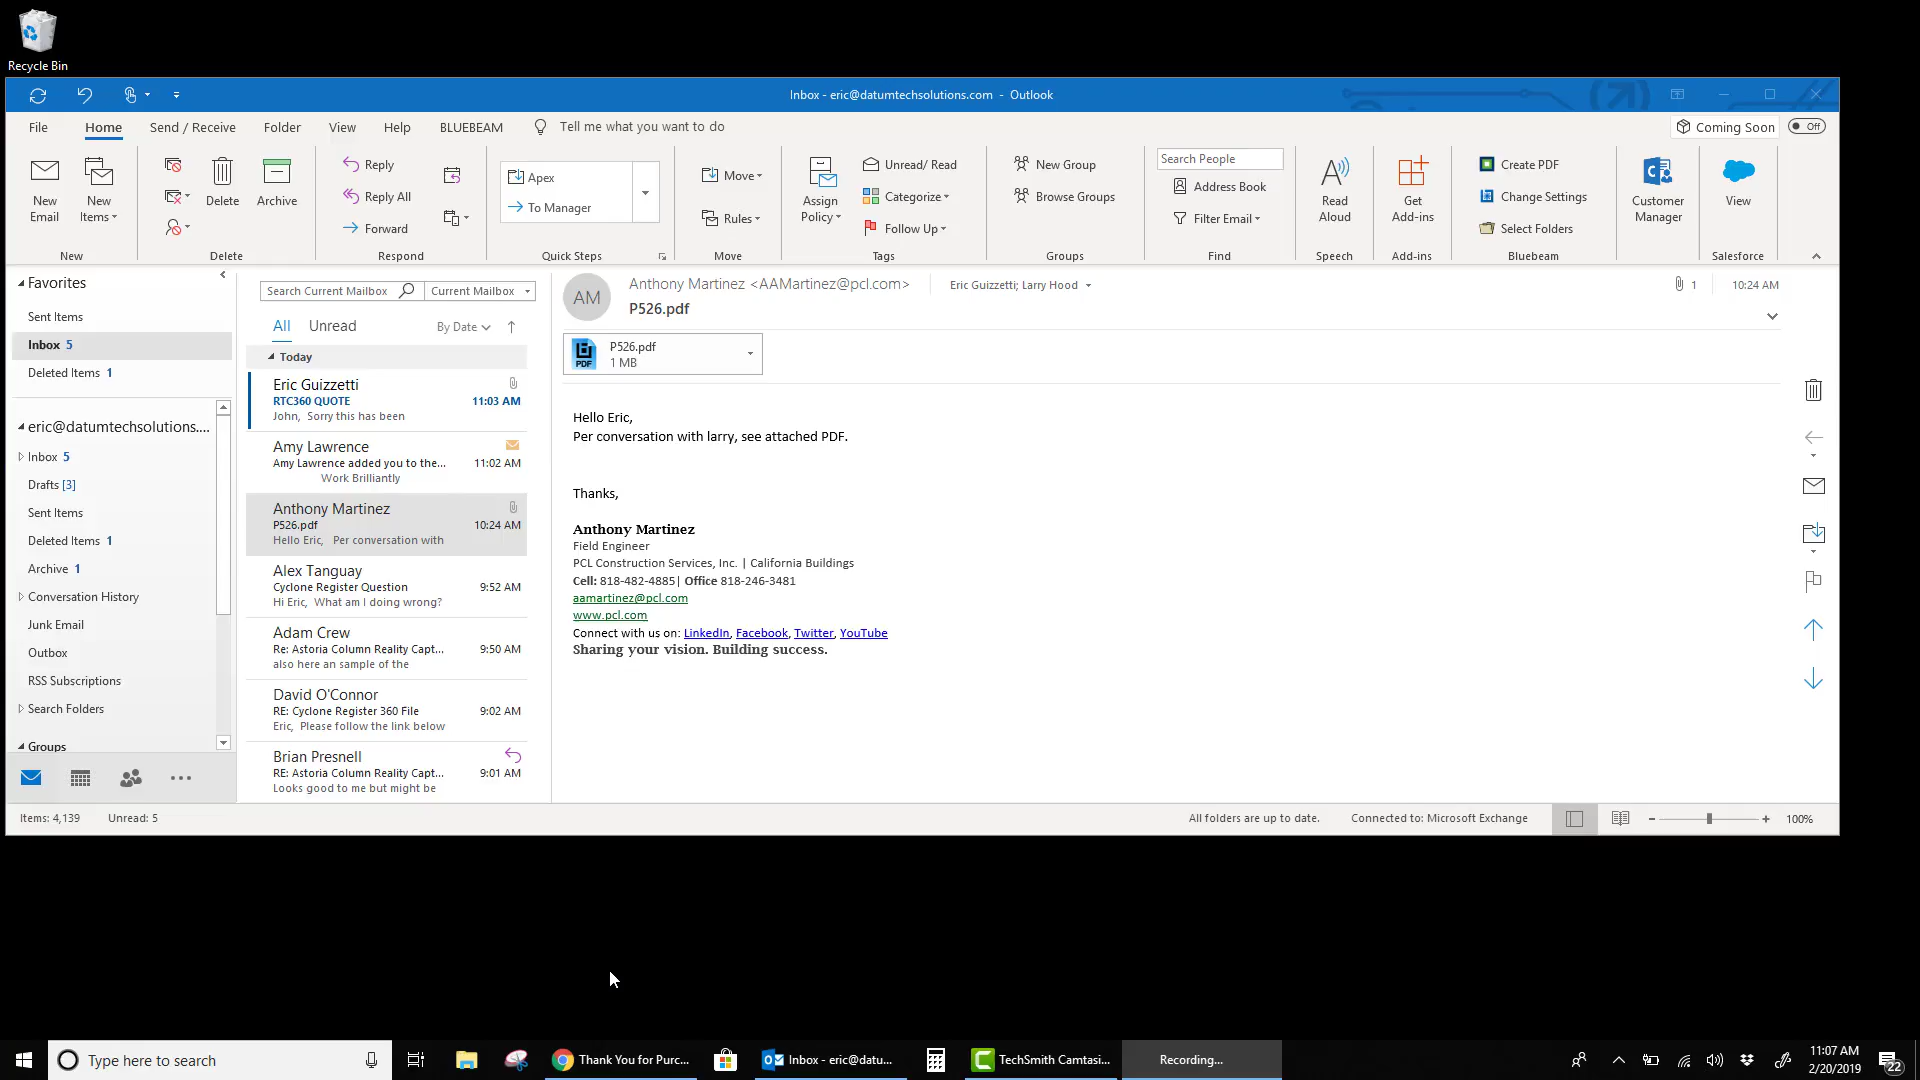 Recycle Bin
Inbox - eric@datumtechsolutions.com - Outlook
File Home Send / Receive Folder View Help BLUEBEAM Tell me what you want to do Coming Soon Off
New Email
New Items
New
Delete
Archive
Delete
Reply
Reply All
Forward
Respond
Apex
To Manager
Quick Steps
Move
Rules
Move
Assign Policy
Unread/ Read
Categorize
Follow Up
Tags
New Group
Browse Groups
Groups
Search People
Address Book
Filter Email
Find
Read Aloud
Speech
Get Add-ins
Add-ins
Create PDF
Change Settings
Select Folders
Bluebeam
Customer Manager
View
Salesforce
Favorites
Sent Items
Inbox 5
Deleted Items 1
eric@datumtechsolutions....
Inbox 5
Drafts [3]
Sent Items
Deleted Items 1
Archive 1
Conversation History
Junk Email
Outbox
RSS Subscriptions
Search Folders
Groups
Search Current Mailbox Current Mailbox
All Unread By Date
Today
Eric Guizzetti
RTC360 QUOTE 11:03 AM
John, Sorry this has been
Amy Lawrence
Amy Lawrence added you to the... 11:02 AM
Work Brilliantly
Anthony Martinez
P526.pdf 10:24 AM
Hello Eric, Per conversation with
Alex Tanguay
Cyclone Register Question 9:52 AM
Hi Eric, What am I doing wrong?
Adam Crew
Re: Astoria Column Reality Capt... 9:50 AM
also here an sample of the
David O'Connor
RE: Cyclone Register 360 File 9:02 AM
Eric, Please follow the link below
Brian Presnell
RE: Astoria Column Reality Capt... 9:01 AM
Looks good to me but might be
AM
Anthony Martinez <AAMartinez@pcl.com> Eric Guizzetti; Larry Hood 1 10:24 AM
P526.pdf
PDF
P526.pdf
1 MB
Hello Eric,
Per conversation with larry, see attached PDF.
Thanks,
Anthony Martinez
Field Engineer
PCL Construction Services, Inc. | California Buildings
Cell: 818-482-4885| Office 818-246-3481
aamartinez@pcl.com
www.pcl.com
Connect with us on: LinkedIn, Facebook, Twitter, YouTube
Sharing your vision. Building success.
Items: 4,139 Unread: 5 All folders are up to date. Connected to: Microsoft Exchange 100%
Type here to search
Thank You for Purc...
Inbox - eric@datu...
TechSmith Camtasi...
Recording...
11:07 AM
2/20/2019
22